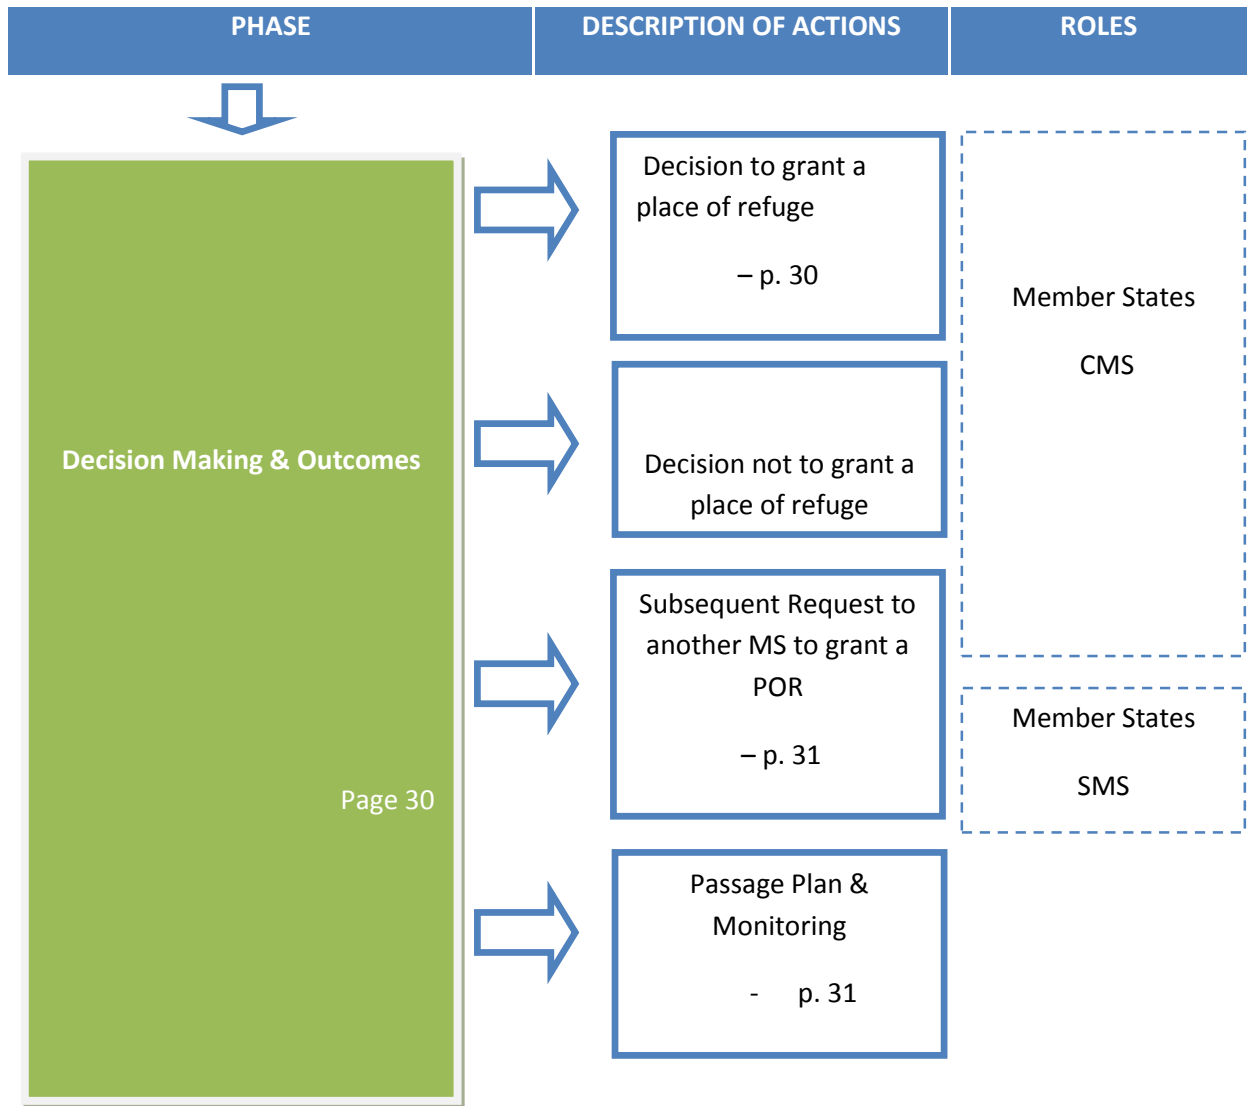 PHASE
DESCRIPTION OF ACTIONS
ROLES
Decision Making & Outcomes
Page 30
Decision to grant a
place of refuge
– p. 30
Decision not to grant a
place of refuge
Subsequent Request to
another MS to grant a
POR
– p. 31
Passage Plan &
Monitoring
- p. 31
Member States
CMS
Member States
SMS